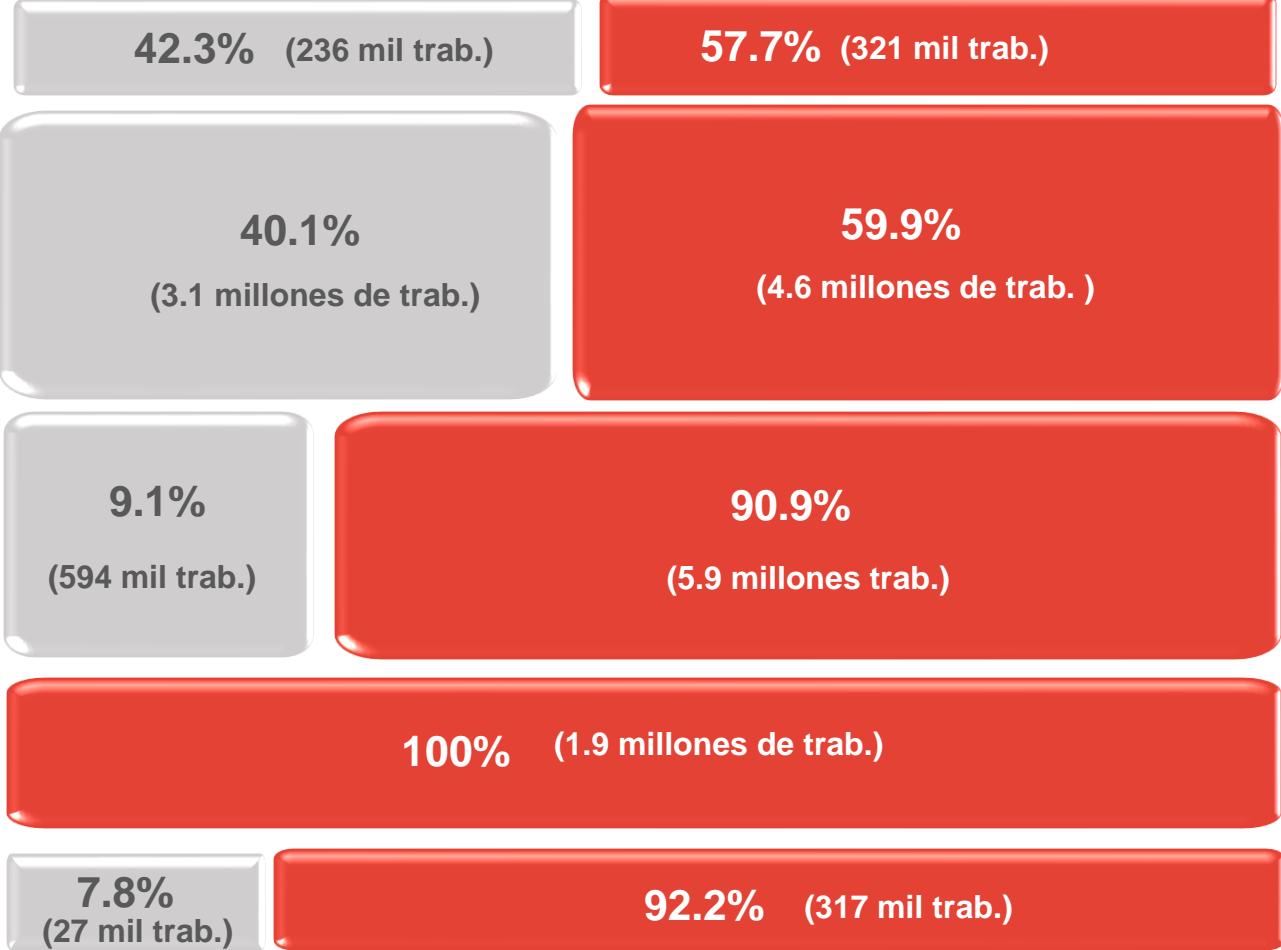 42.3% (236 mil trab.)
57.7% (321 mil trab.)
40.1%
(3.1 millones de trab.)
59.9%
(4.6 millones de trab. )
9.1%
(594 mil trab.)
90.9%
(5.9 millones trab.)
100% (1.9 millones de trab.)
7.8%
(27 mil trab.)
92.2% (317 mil trab.)